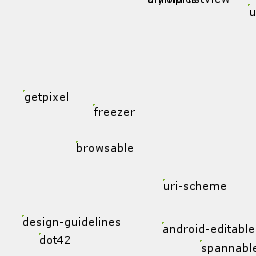 getpixel
freezer
browsable
uri-scheme
design-guidelines
android-editable
dot42
spannable